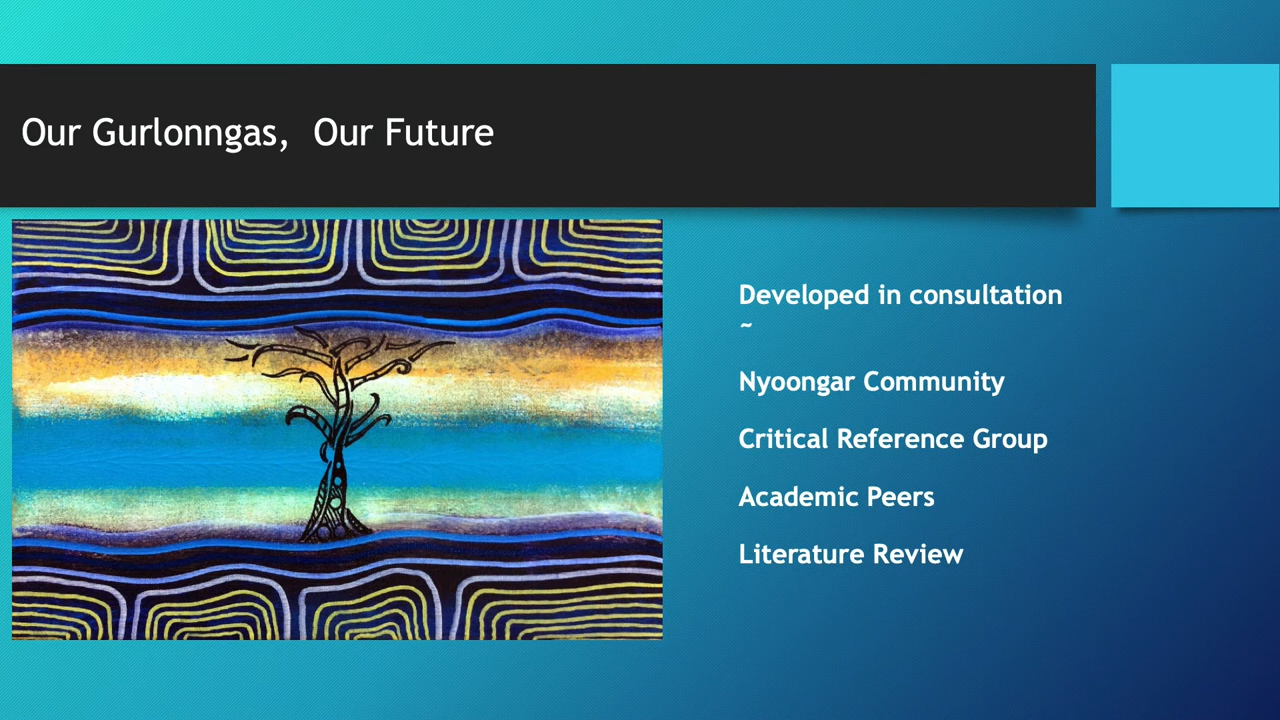 Our Gurlonngas,  Our Future
Developed in consultation
~
Nyoongar Community
Critical Reference Group
Academic Peers
Literature Review